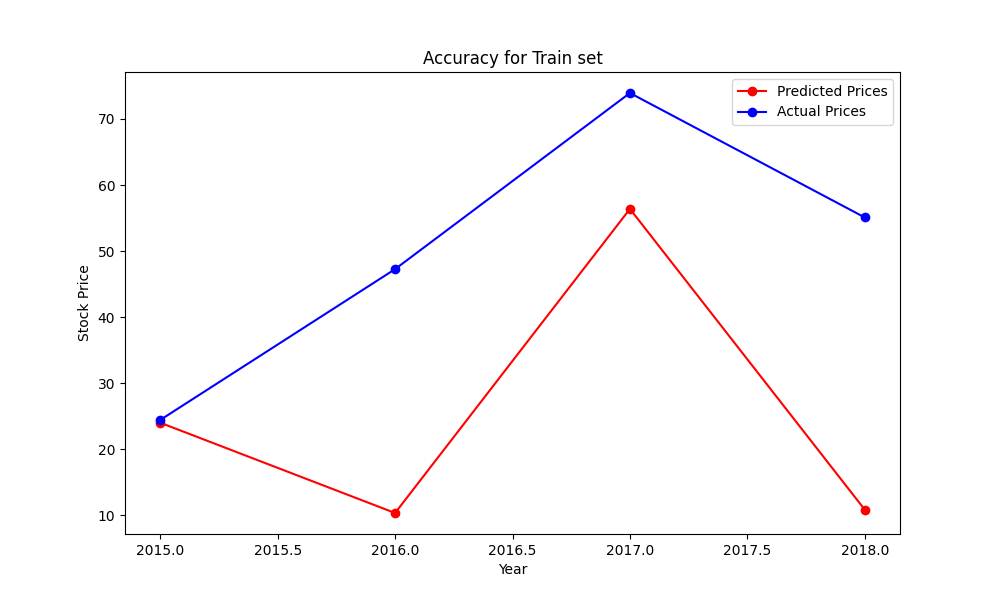 Accuracy for Train set
Predicted Prices
Actual Prices
Stock Price
70
60
50
40
30
20
10
2015.0 2015.5 2016.0 2016.5 2017.0 2017.5 2018.0
Year